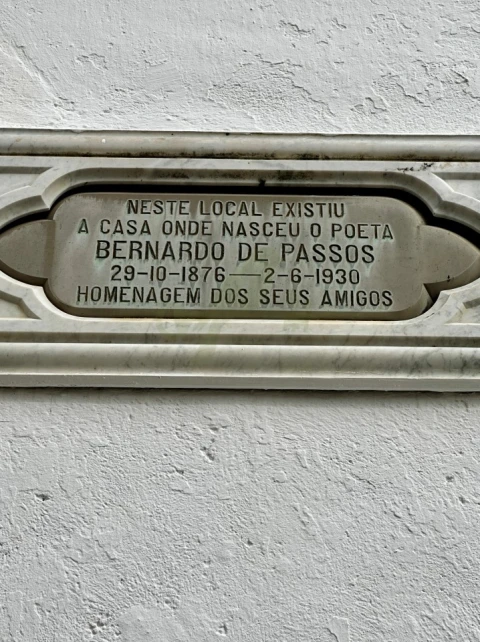 NESTE LOCAL EXISTIU
A CASA ONDE NASCEU O POETA
BERNARDO DE PASSOS
29-10-1876 — 2-6-1930
HOMENAGEM DOS SEUS AMIGOS